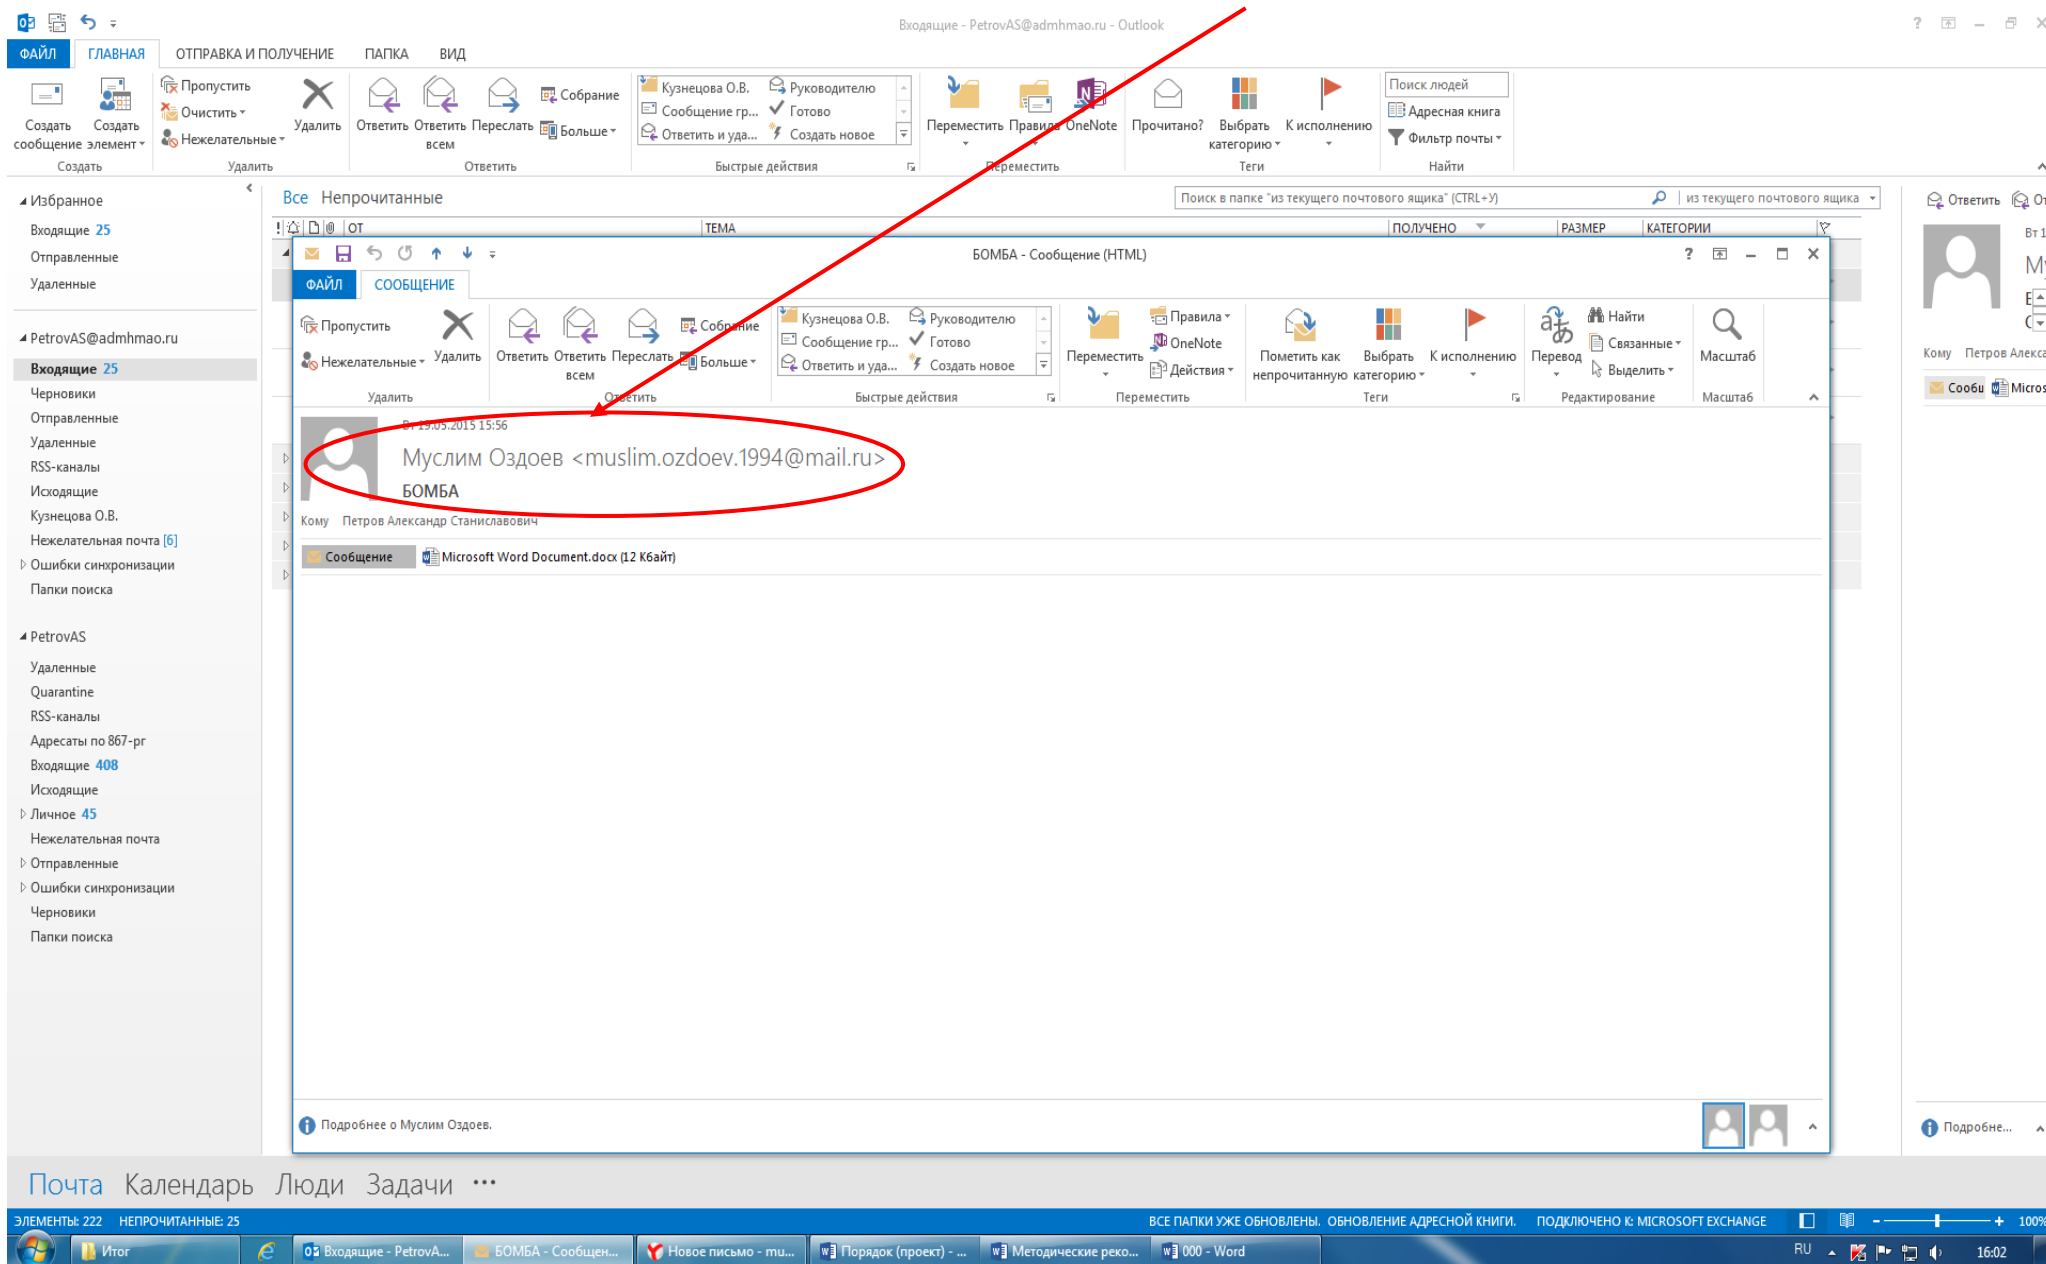 Входящие - PetrovAS@admhmao.ru - Outlook
ФАЙЛ ГЛАВНАЯ ОТПРАВКА И ПОЛУЧЕНИЕ ПАПКА ВИД
Создать сообщение
Создать элемент
Пропустить
Очистить
Нежелательные
Удалить
Ответить
Ответить всем
Переслать
Собрание
Больше
Кузнецова О.В.
Сообщение гр...
Ответить и уда...
Руководителю
Готово
Создать новое
Переместить
Правила
OneNote
Прочитано?
Выбрать категорию
К исполнению
Поиск людей
Адресная книга
Фильтр почты
Создать Удалить Ответить Быстрые действия Переместить Теги Найти
Избранное
Входящие 25
Отправленные
Удаленные
PetrovAS@admhmao.ru
Входящие 25
Черновики
Отправленные
Удаленные
RSS-каналы
Исходящие
Кузнецова О.В.
Нежелательная почта [6]
Ошибки синхронизации
Папки поиска
PetrovAS
Удаленные
Quarantine
RSS-каналы
Адресаты по 867-рг
Входящие 408
Исходящие
Личное 45
Нежелательная почта
Отправленные
Ошибки синхронизации
Черновики
Папки поиска
Все Непрочитанные
Поиск в папке "из текущего почтового ящика" (CTRL+У)
из текущего почтового ящика
ОТ ТЕМА ПОЛУЧЕНО РАЗМЕР КАТЕГОРИИ
БОМБА - Сообщение (HTML)
ФАЙЛ СООБЩЕНИЕ
Пропустить
Нежелательные
Удалить
Ответить
Ответить всем
Переслать
Собрание
Больше
Кузнецова О.В.
Сообщение гр...
Ответить и уда...
Руководителю
Готово
Создать новое
Переместить
Правила
OneNote
Действия
Пометить как непрочитанную
Выбрать категорию
К исполнению
Перевод
Найти
Связанные
Выделить
Масштаб
Удалить Ответить Быстрые действия Переместить Теги Редактирование Масштаб
Вт 19.05.2015 15:56
Муслим Оздоев <muslim.ozdoev.1994@mail.ru>
БОМБА
Кому Петров Александр Станиславович
Сообщение Microsoft Word Document.docx (12 Кбайт)
Подробнее о Муслим Оздоев.
Ответить
Вт 1
Кому Петров Алекса
Сообщ Micros
Подробне...
Почта Календарь Люди Задачи ...
ЭЛЕМЕНТЫ: 222 НЕПРОЧИТАННЫЕ: 25
ВСЕ ПАПКИ УЖЕ ОБНОВЛЕНЫ. ОБНОВЛЕНИЕ АДРЕСНОЙ КНИГИ. ПОДКЛЮЧЕНО К: MICROSOFT EXCHANGE 100%
Итог
Входящие - PetrovA...
БОМБА - Сообщен...
Новое письмо - mu...
Порядок (проект) - ...
Методические реко...
000 - Word
RU 16:02